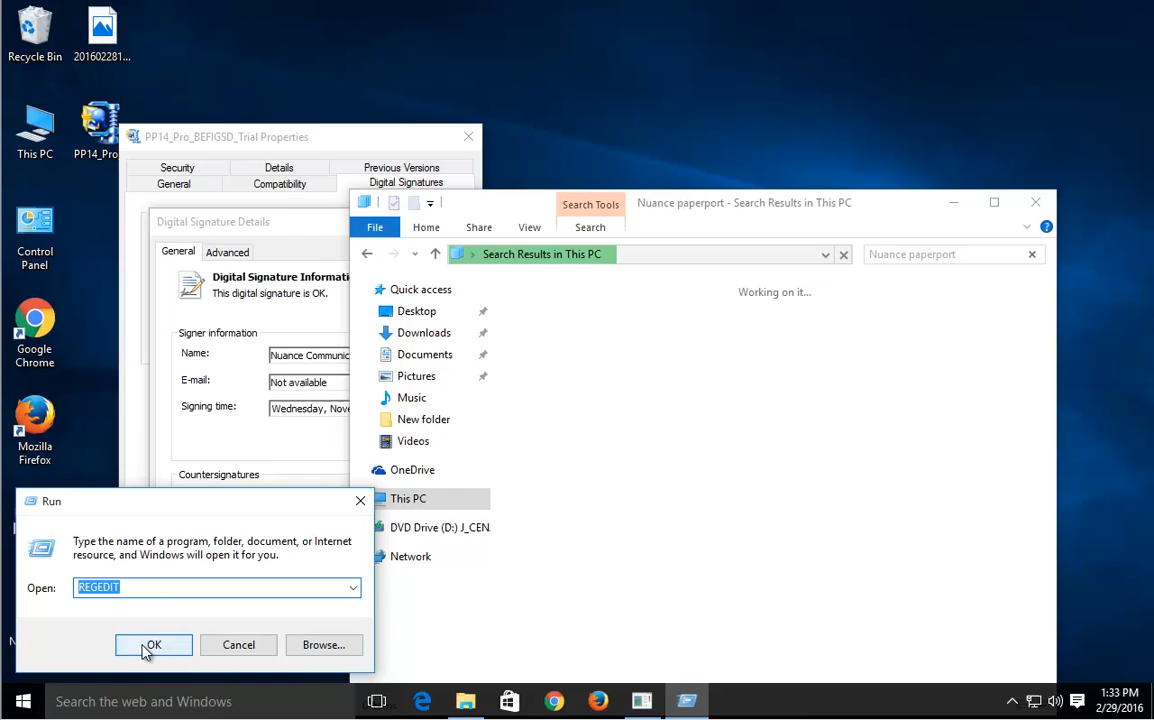 Recycle Bin
201602281...
This PC
PP14_Pro
Control
Panel
Google
Chrome
Mozilla
Firefox
PP14_Pro_BEFIGSD_Trial Properties
Security
Details
Previous Versions
General
Compatibility
Digital Signatures
Digital Signature Details
General
Advanced
Digital Signature Informati
This digital signature is OK.
Signer information
Name:
Nuance Communic
E-mail:
Not available
Signing time:
Wednesday, Nove
Countersignatures
Search Tools
Nuance paperport - Search Results in This PC
File
Home
Share
View
Search
Search Results in This PC
Nuance paperport
Quick access
Desktop
Downloads
Documents
Pictures
Music
New folder
Videos
OneDrive
This PC
DVD Drive (D:) J_CEN.
Network
Working on it...
Run
Type the name of a program, folder, document, or Internet
resource, and Windows will open it for you.
Open:
REGEDIT
OK
Cancel
Browse...
Search the web and Windows
1:33 PM
2/29/2016